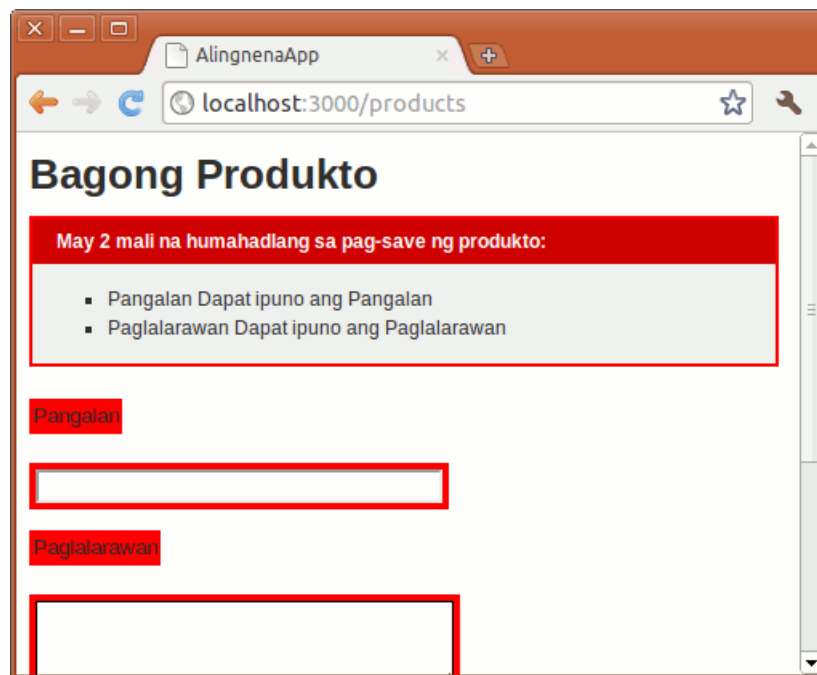 AlingnenaApp
localhost:3000/products
Bagong Produkto
May 2 mali na humahadlang sa pag-save ng produkto:
Pangalan Dapat ipuno ang Pangalan
Paglalarawan Dapat ipuno ang Paglalarawan
Pangalan
Paglalarawan